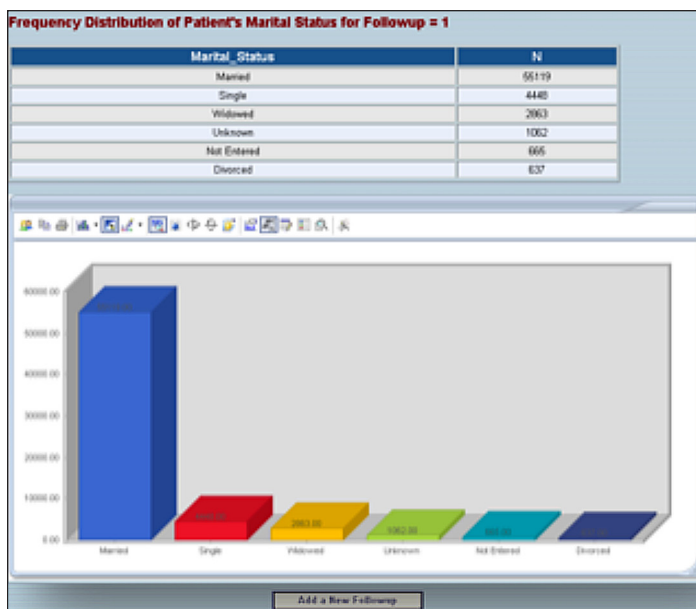 Frequency Distribution of Patient's Marital Status for Followup = 1
Marital_Status N
Married 55119
Single 4448
Widowed 2863
Unknown 1062
Not Entered 665
Divorced 637
60000.00
50000.00
40000.00
30000.00
20000.00
10000.00
0.00
2863.00
1062.00
Married Single Widowed Unknown Not Entered Divorced
Add a New Followup